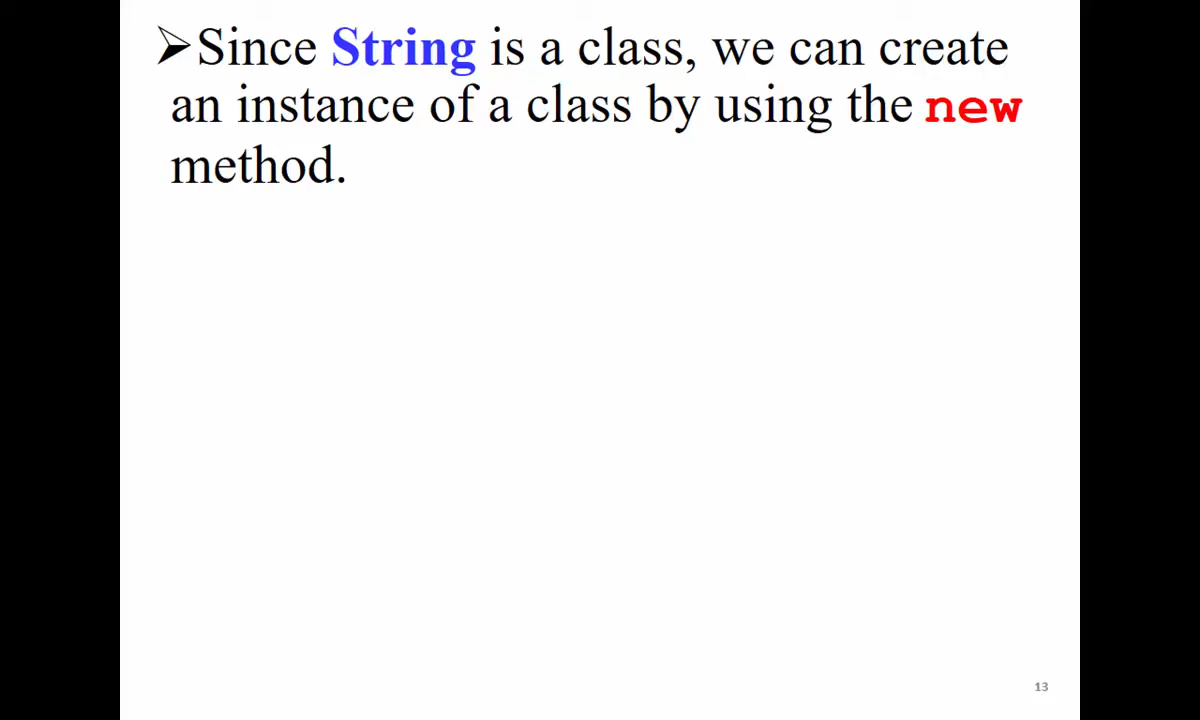 ➢Since String is a class, we can create
an instance of a class by using the new
method.
13